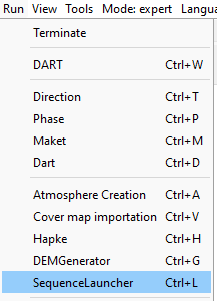 Run View Tools Mode: expert
Terminate
DART Ctrl+W
Direction Ctrl+T
Phase Ctrl+P
Maket Ctrl+M
Dart Ctrl+D
Atmosphere Creation Ctrl+A
Cover map importation Ctrl+V
Hapke Ctrl+H
DEMGenerator Ctrl+G
SequenceLauncher Ctrl+L